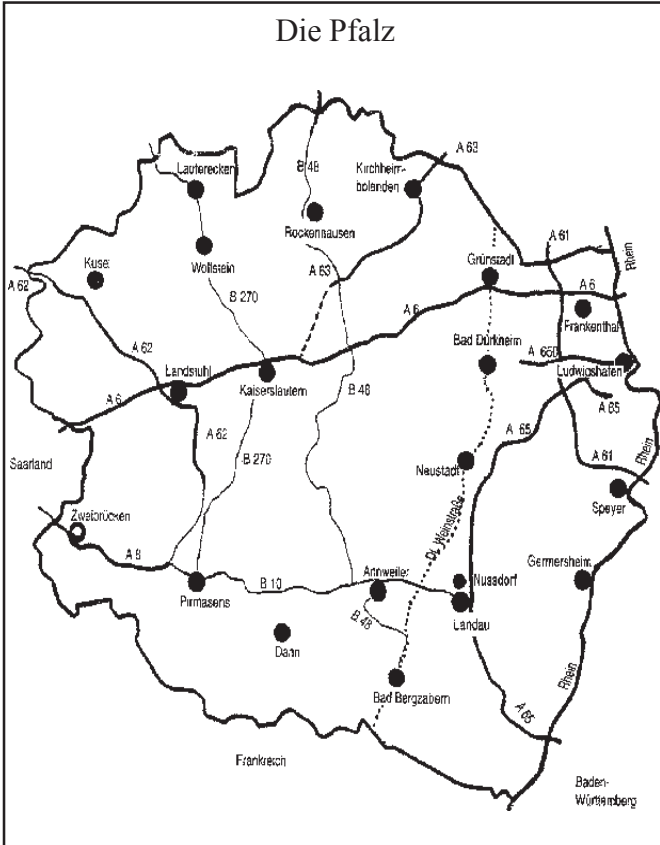 Die Pfalz
A 63
Lauterecken
B 48
Kirchheim-
bolanden
Rockenhausen
A 61
Rhein
Kusel
Wolfstein
Grünstadt
A 62
A 63
A 6
B 270
A 6
Frankenthal
Bad Dürkheim
A 62
A 650
Landstuhl
Ludwigshafen
Kaiserslautern
B 48
A 6
A 65
A 62
A 65
Rhein
Saarland
B 270
Neustadt
A 61
Speyer
Zweibrücken
Dt. Weinstraße
A 8
Annweiler
Nussdorf
Germersheim
B 10
Pirmasens
Landau
B 48
Dahn
Rhein
Bad Bergzabern
A 65
Frankreich
Baden-
Württemberg